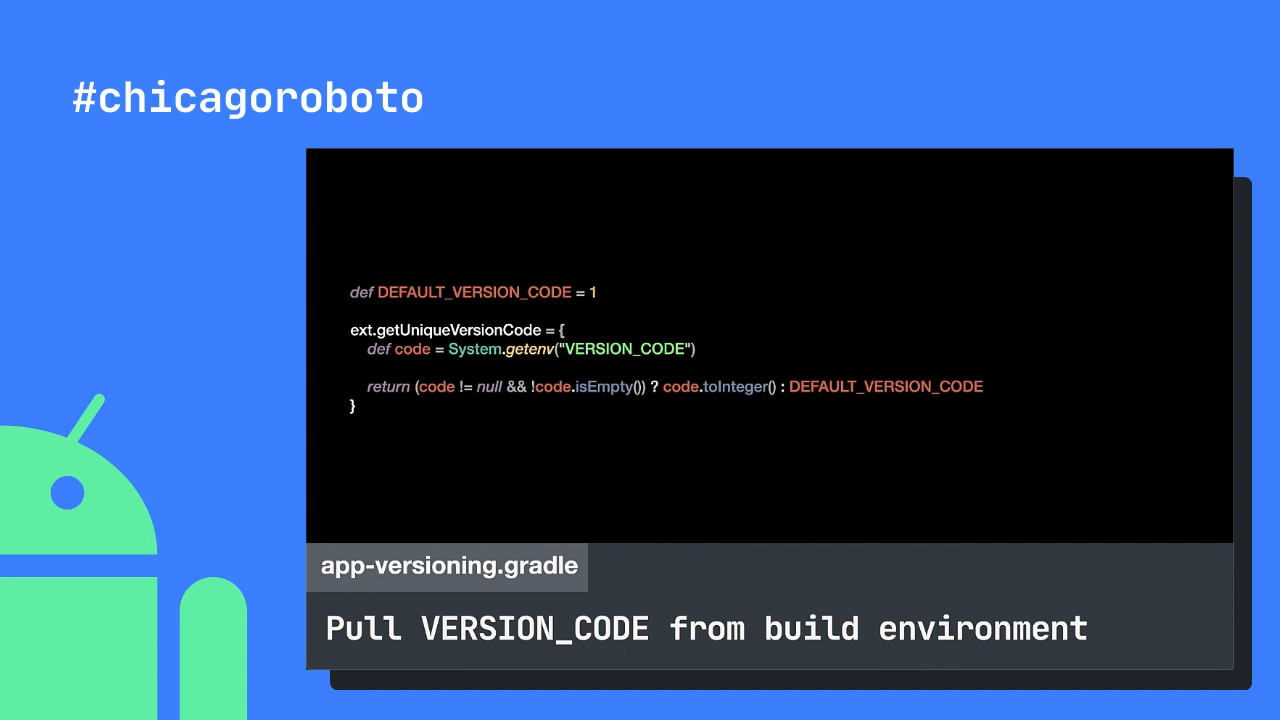 #chicagoroboto
def DEFAULT_VERSION_CODE = 1
ext.getUniqueVersionCode = {
def code = System.getenv("VERSION_CODE")
return (code != null && !code.isEmpty()) ? code.toInteger() : DEFAULT_VERSION_CODE
}
app-versioning.gradle
Pull VERSION_CODE from build environment